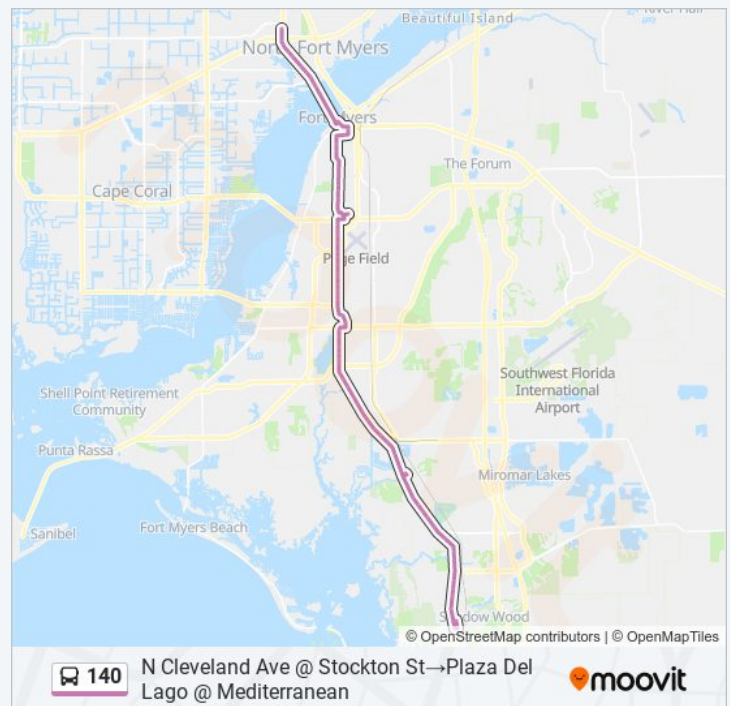 Beautiful Island
North Fort Myers
Fort Myers
The Forum
Cape Coral
Page Field
Southwest Florida
International
Airport
Shell Point Retirement
Community
Punta Rassa
Miromar Lakes
Sanibel
Fort Myers Beach
Shadow Wood
© OpenStreetMap contributors | © OpenMapTiles
140
N Cleveland Ave @ Stockton St→Plaza Del
Lago @ Mediterranean
moovit